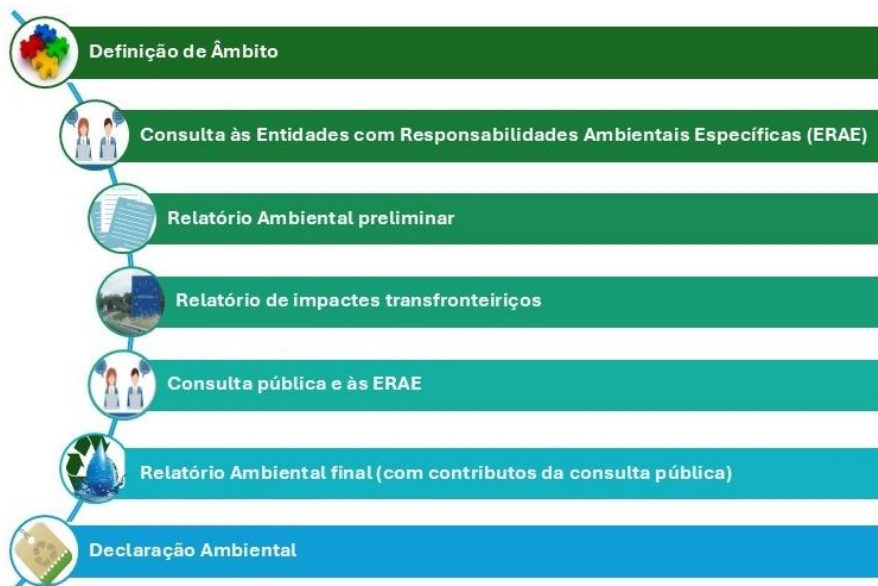 Definição de Âmbito
Consulta às Entidades com Responsabilidades Ambientais Específicas (ERAE)
Relatório Ambiental preliminar
Relatório de impactes transfronteiriços
Consulta pública e às ERAE
Relatório Ambiental final (com contributos da consulta pública)
Declaração Ambiental